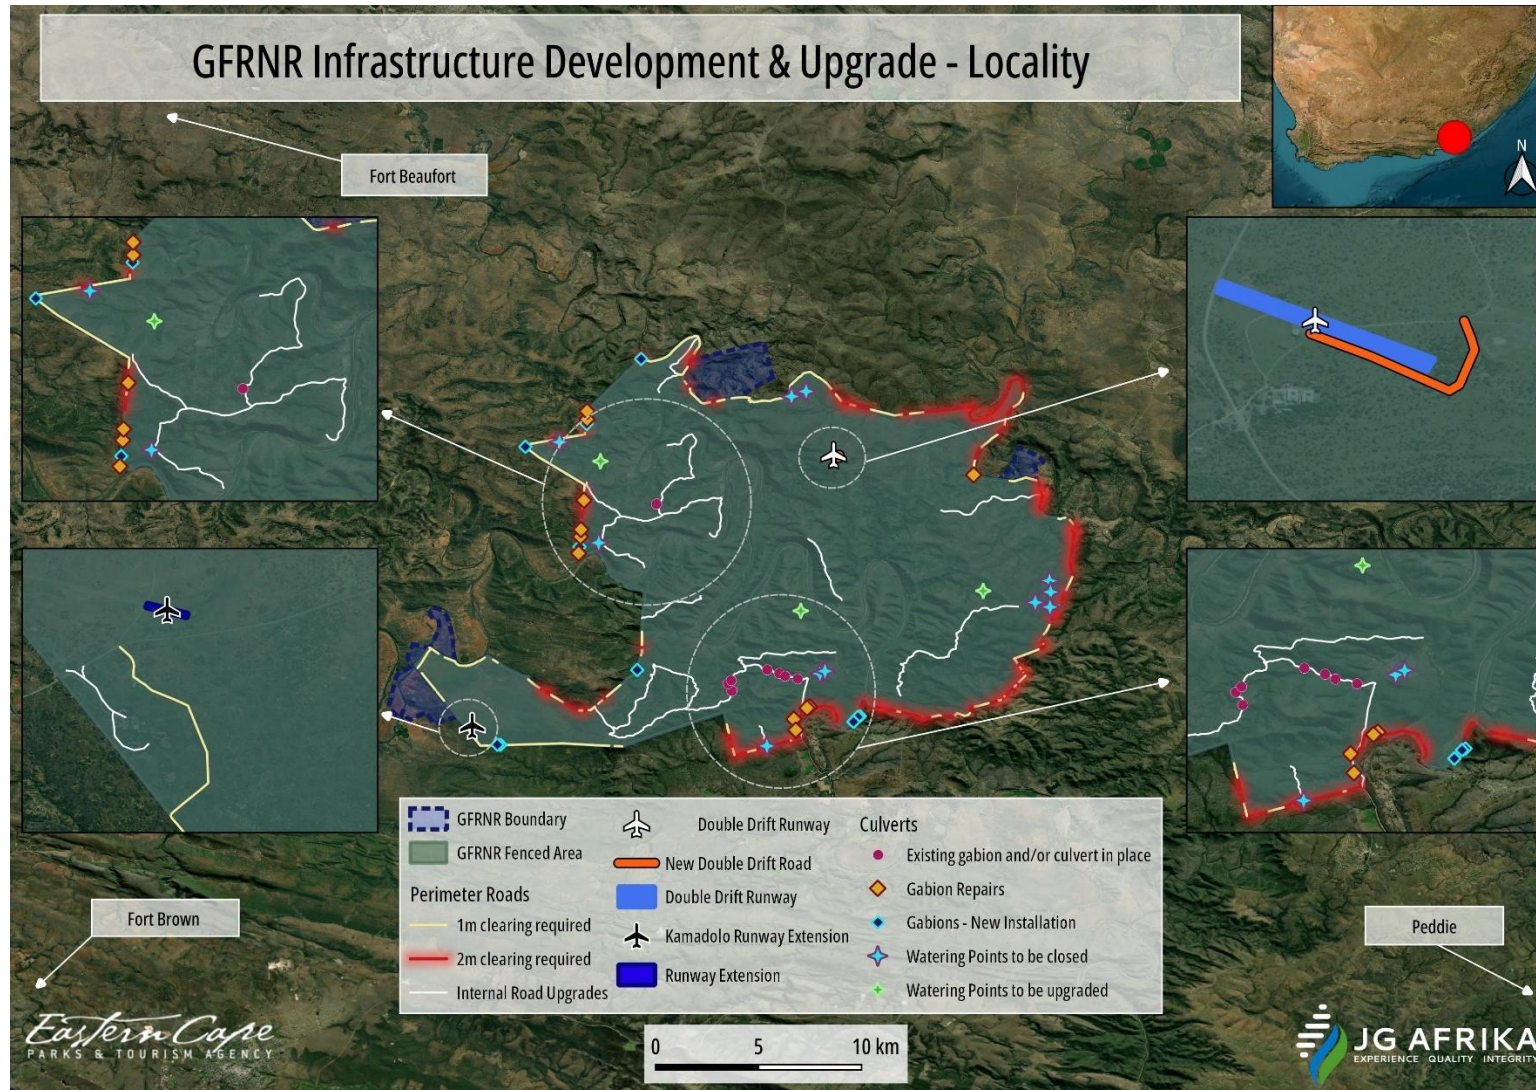 GFRNR Infrastructure Development & Upgrade - Locality
N
Fort Beaufort
GFRNR Boundary
GFRNR Fenced Area
Perimeter Roads
1m clearing required
2m clearing required
Internal Road Upgrades
Double Drift Runway
New Double Drift Road
Double Drift Runway
Kamadolo Runway Extension
Runway Extension
Culverts
Existing gabion and/or culvert in place
Gabion Repairs
Gabions - New Installation
Watering Points to be closed
Watering Points to be upgraded
Fort Brown
Peddie
Eastern Cape
PARKS & TOURISM AGENCY
0 5 10 km
JG AFRIKA
EXPERIENCE QUALITY INTEGRITY